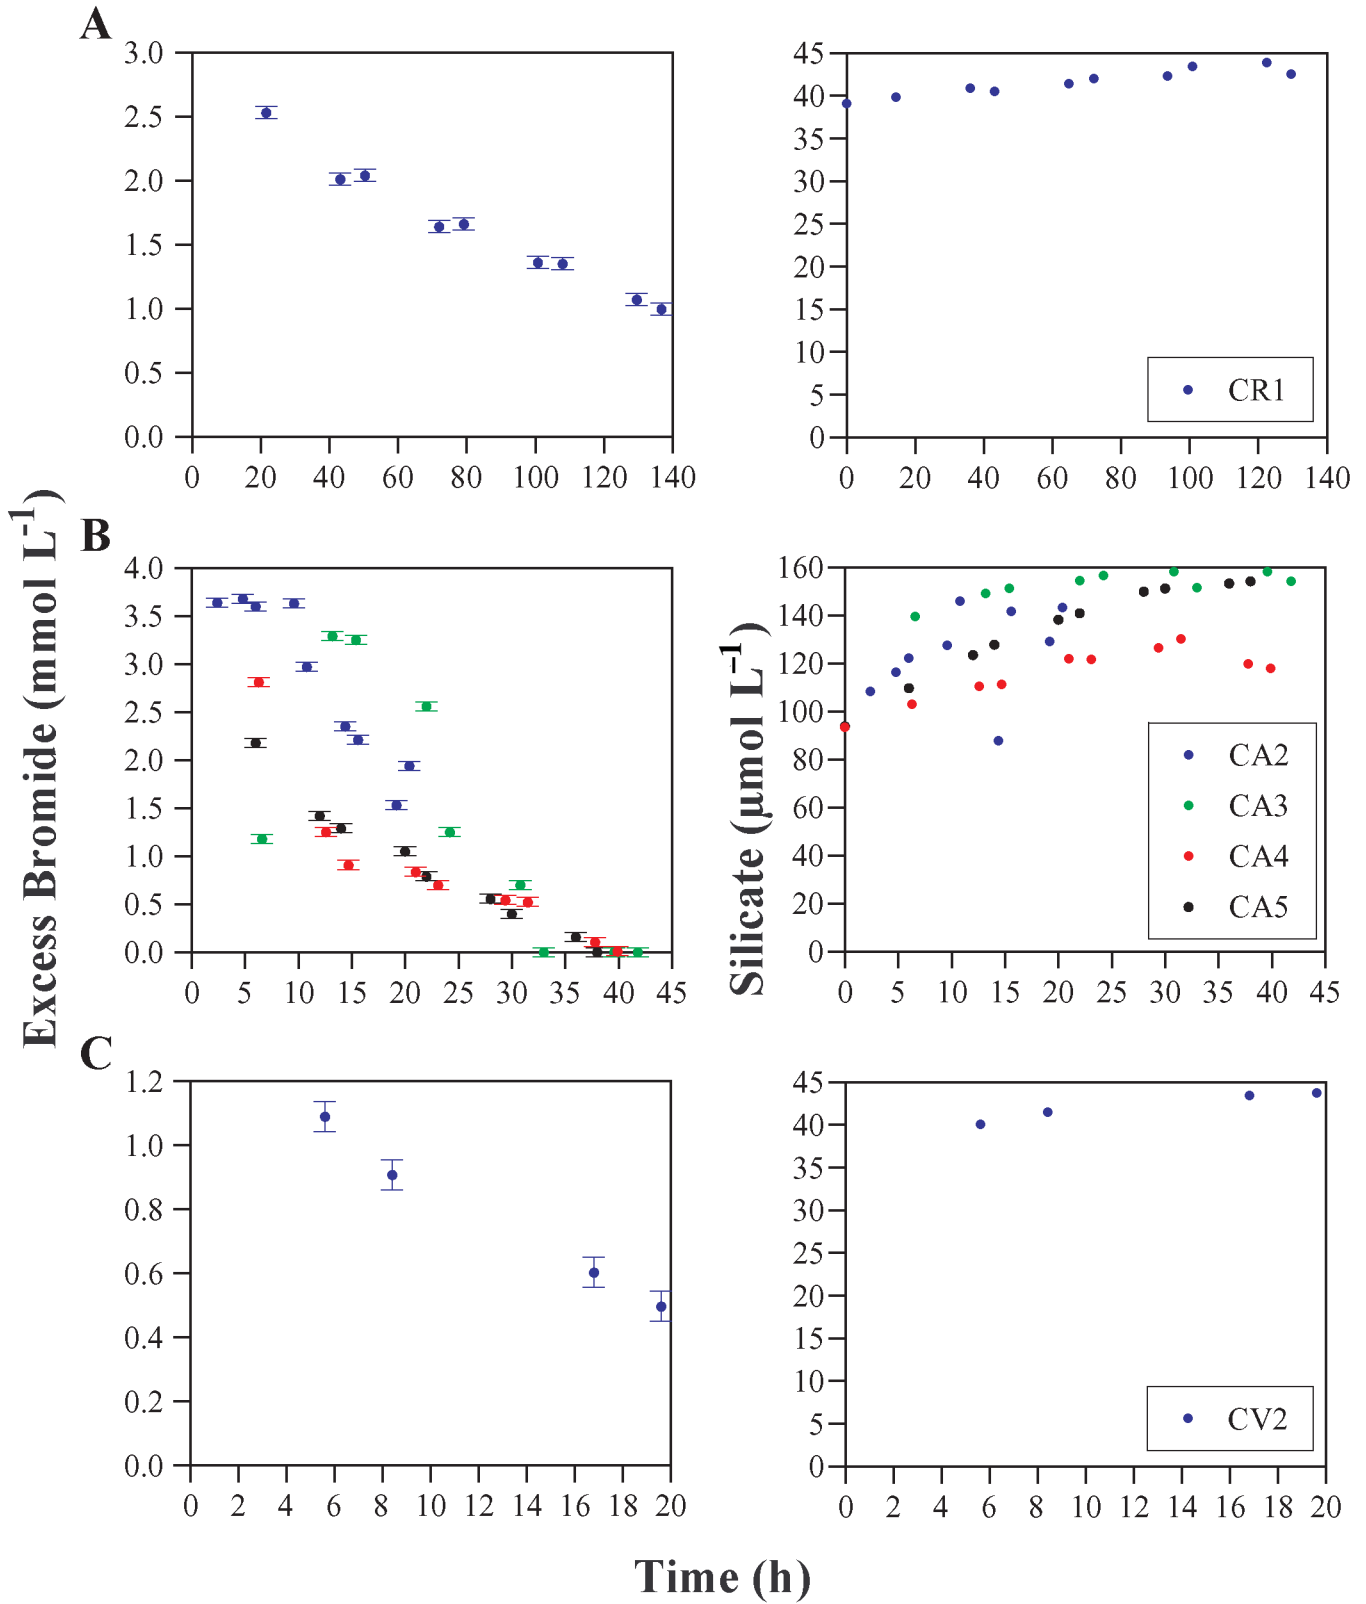 A
3.0
2.5
2.0
1.5
1.0
0.5
0.0
0 20 40 60 80 100 120 140
45
40
35
30
25
20
15
10
5
0
CR1
0 20 40 60 80 100 120 140
Excess Bromide (mmol L⁻¹)
B
4.0
3.5
3.0
2.5
2.0
1.5
1.0
0.5
0.0
0 5 10 15 20 25 30 35 40 45
Silicate (μmol L⁻¹)
160
140
120
100
80
60
40
20
0
CA2
CA3
CA4
CA5
0 5 10 15 20 25 30 35 40 45
C
1.2
1.0
0.8
0.6
0.4
0.2
0.0
0 2 4 6 8 10 12 14 16 18 20
45
40
35
30
25
20
15
10
5
0
CV2
0 2 4 6 8 10 12 14 16 18 20
Time (h)